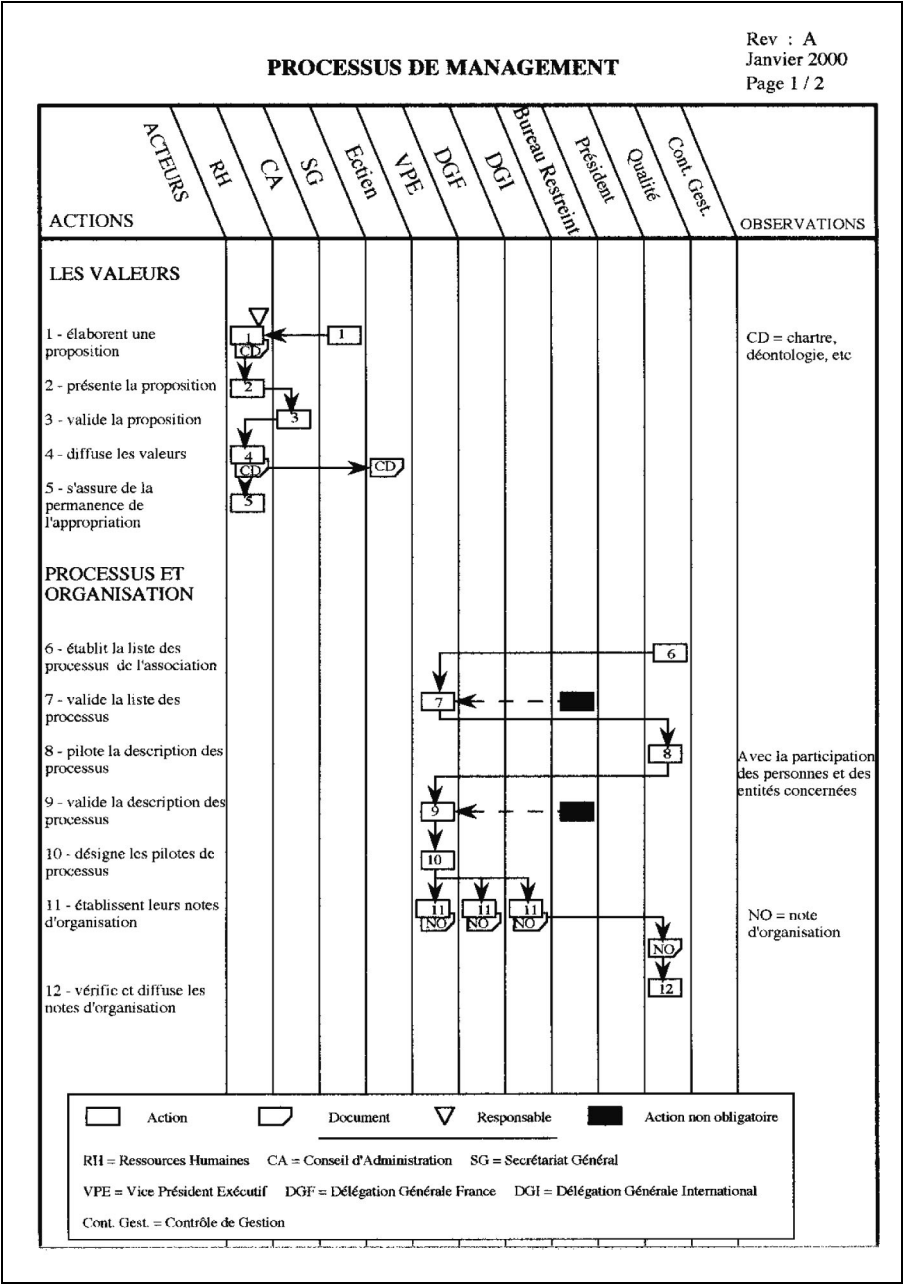 Rev : A
Janvier 2000
Page 1 / 2
PROCESSUS DE MANAGEMENT
ACTEURS
RH
CA
SG
Ectien
VPE
DGF
DGI
Bureau Restreint
Président
Qualité
Cont. Gest.
ACTIONS
OBSERVATIONS
LES VALEURS
1 - élaborent une
proposition
1
CD
1
CD = chartre,
déontologie, etc
2 - présente la proposition
2
3 - valide la proposition
3
4 - diffuse les valeurs
4
CD
CD
5 - s'assure de la
permanence de
l'appropriation
5
PROCESSUS ET
ORGANISATION
6 - établit la liste des
processus de l'association
6
7 - valide la liste des
processus
7
8 - pilote la description des
processus
8
Avec la participation
des personnes et des
entités concernées
9 - valide la description des
processus
9
10 - désigne les pilotes de
processus
10
11 - établissent leurs notes
d'organisation
11
NO
11
NO
11
NO
NO = note
d'organisation
NO
12 - vérifie et diffuse les
notes d'organisation
12
Action
Document
Responsable
Action non obligatoire
RH = Ressources Humaines CA = Conseil d'Administration SG = Secrétariat Général
VPE = Vice Président Exécutif DGF = Délégation Générale France DGI = Délégation Générale International
Cont. Gest. = Contrôle de Gestion